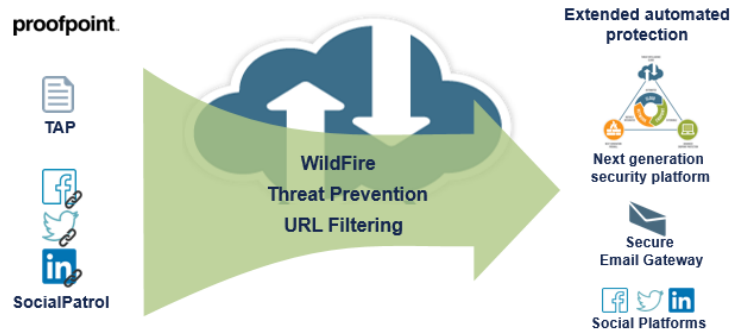 proofpoint.
TAP
SocialPatrol
WildFire
Threat Prevention
URL Filtering
Extended automated
protection
Next generation
security platform
Secure
Email Gateway
Social Platforms